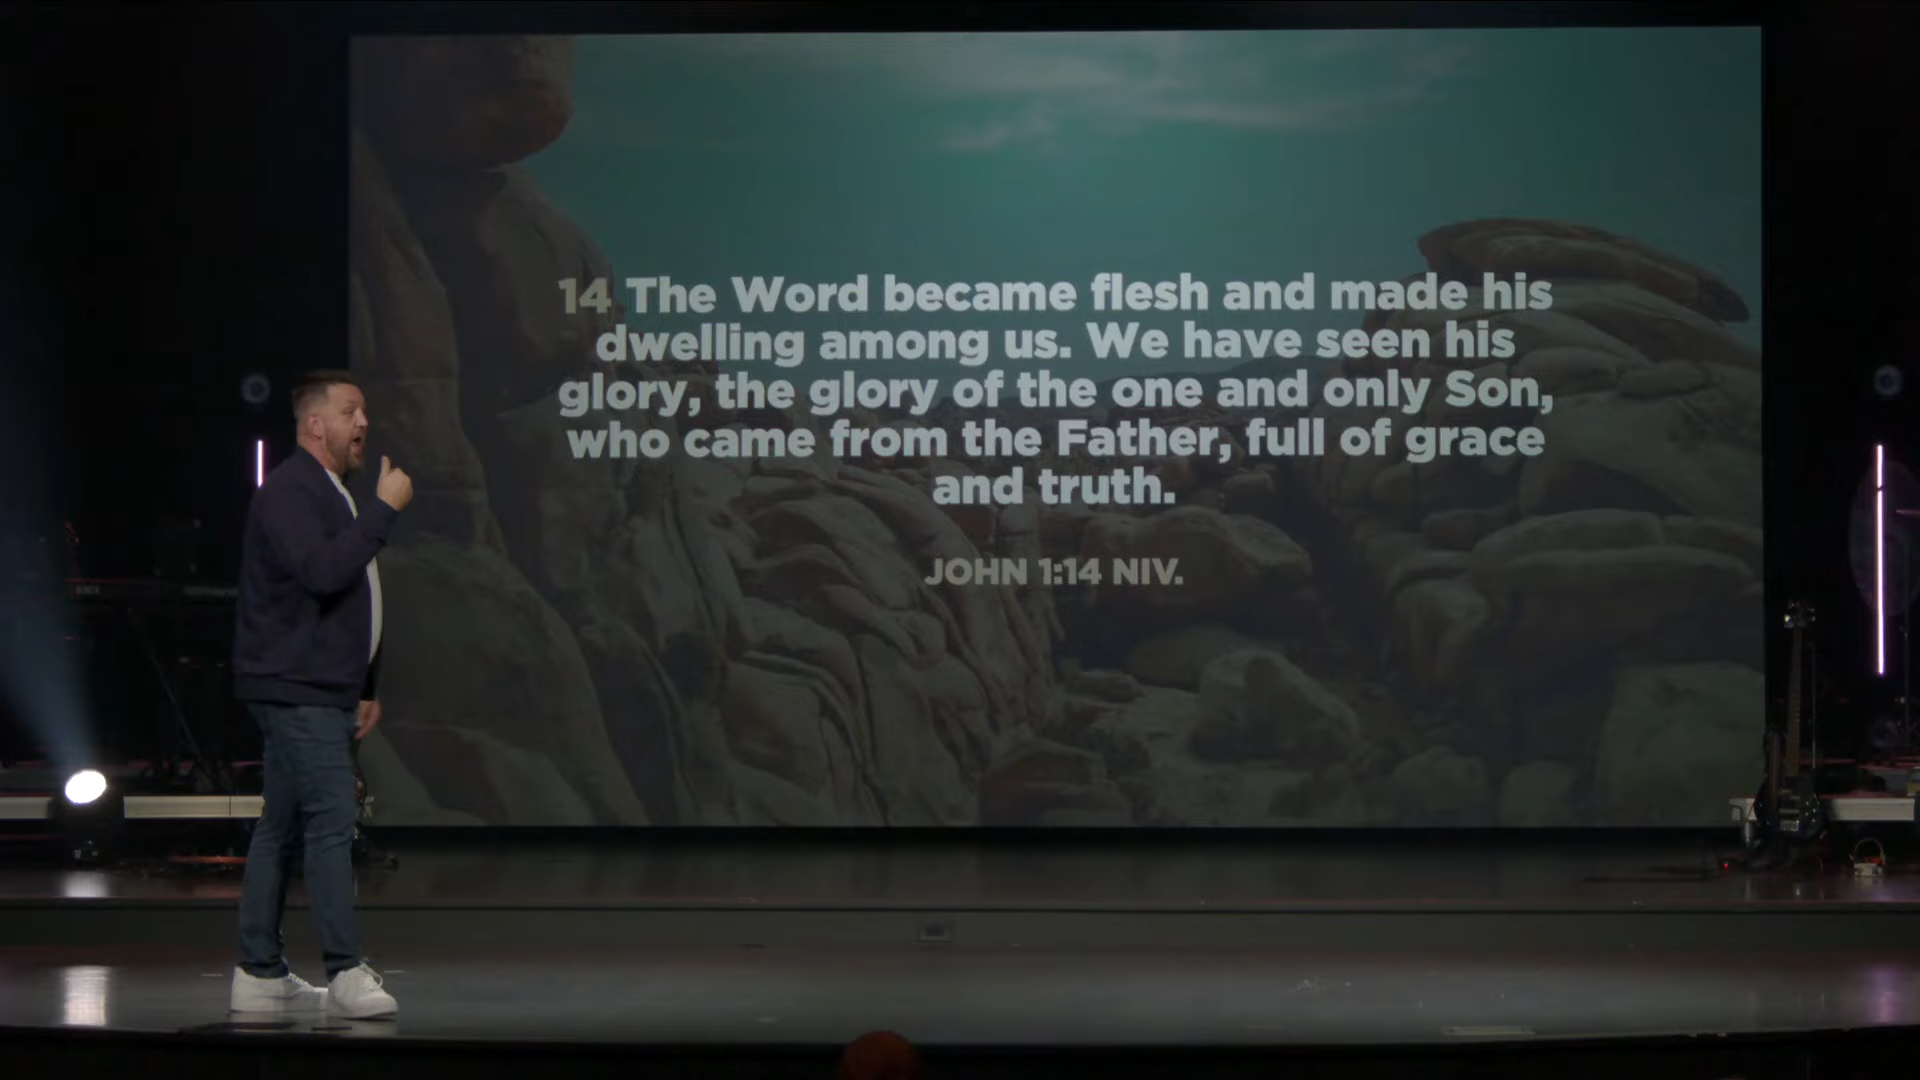 14 The Word became flesh and made his
dwelling among us. We have seen his
glory, the glory of the one and only Son,
who came from the Father, full of grace
and truth.
JOHN 1:14 NIV.